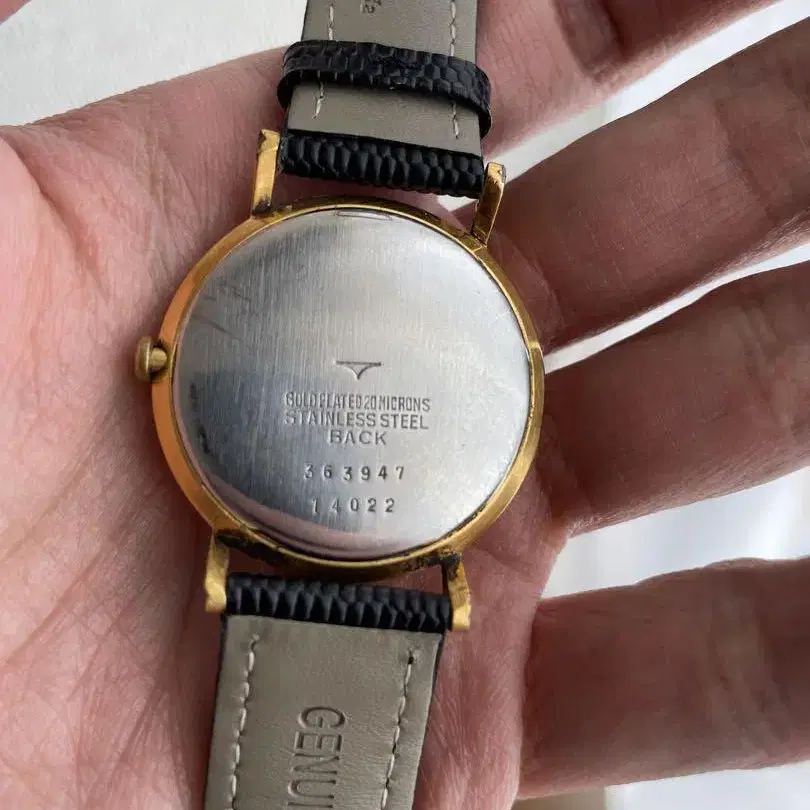 GOLD PLATED 20 MICRONS
STAINLESS STEEL
BACK
363947
14022
GENUI